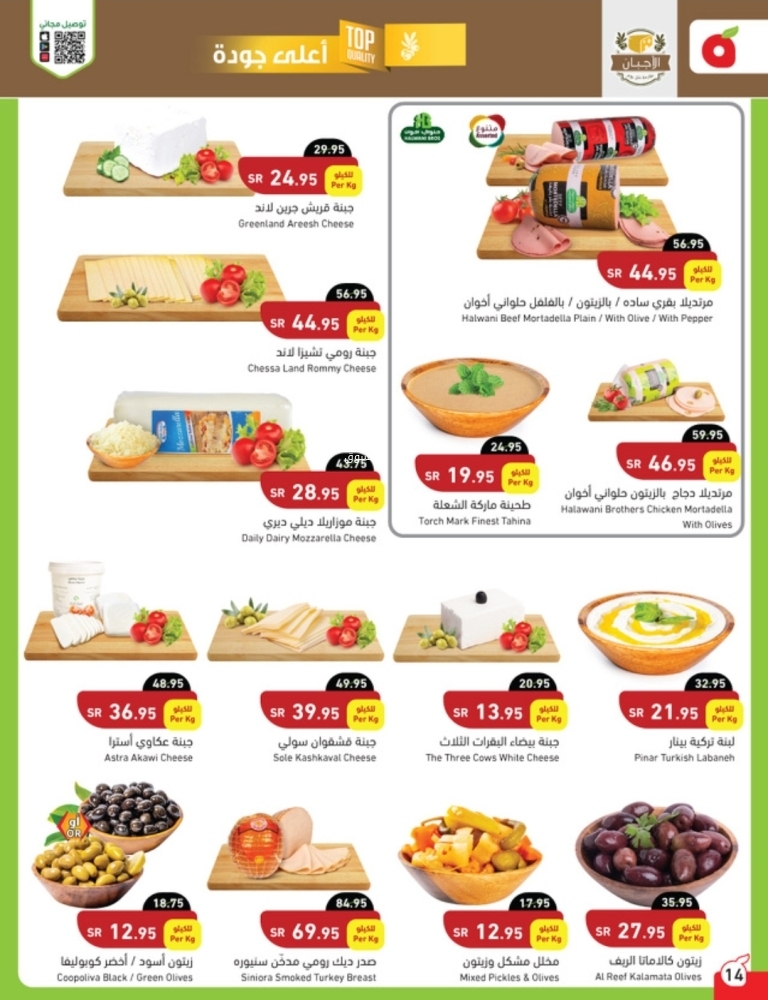 توصيل مجاني
أعلى جودة
TOP
QUALITY
الأجبان
29.95
SR 24.95
للكيلو
Per Kg
جبنة قريش جرين لاند
Greenland Areesh Cheese
56.95
SR 44.95
للكيلو
Per Kg
جبنة رومي تشيزا لاند
Chessa Land Rommy Cheese
Mozzarella
43.95
SR 28.95
للكيلو
Per Kg
جبنة موزاريلا ديلي ديري
Daily Dairy Mozzarella Cheese
حلواني اخوان
HALWANI BROS
متنوع
Assorted
56.95
SR 44.95
للكيلو
Per Kg
مرتديلا بقري ساده / بالزيتون / بالفلفل حلواني أخوان
Halwani Beef Mortadella Plain / With Olive / With Pepper
24.95
SR 19.95
للكيلو
Per Kg
طحينة ماركة الشعلة
Torch Mark Finest Tahina
59.95
SR 46.95
للكيلو
Per Kg
مرتديلا دجاج بالزيتون حلواني أخوان
Halawani Brothers Chicken Mortadella
With Olives
48.95
SR 36.95
للكيلو
Per Kg
جبنة عكاوي أسترا
Astra Akawi Cheese
49.95
SR 39.95
للكيلو
Per Kg
جبنة قشقوان سولي
Sole Kashkaval Cheese
20.95
SR 13.95
للكيلو
Per Kg
جبنة بيضاء البقرات الثلاث
The Three Cows White Cheese
32.95
SR 21.95
للكيلو
Per Kg
لبنة تركية بينار
Pinar Turkish Labaneh
او
OR
18.75
SR 12.95
للكيلو
Per Kg
زيتون أسود / أخضر كوبوليفا
Coopoliva Black / Green Olives
84.95
SR 69.95
للكيلو
Per Kg
صدر ديك رومي مدخّن سنيوره
Siniora Smoked Turkey Breast
17.95
SR 12.95
للكيلو
Per Kg
مخلل مشكل وزيتون
Mixed Pickles & Olives
35.95
SR 27.95
للكيلو
Per Kg
زيتون كالاماتا الريف
Al Reef Kalamata Olives
14